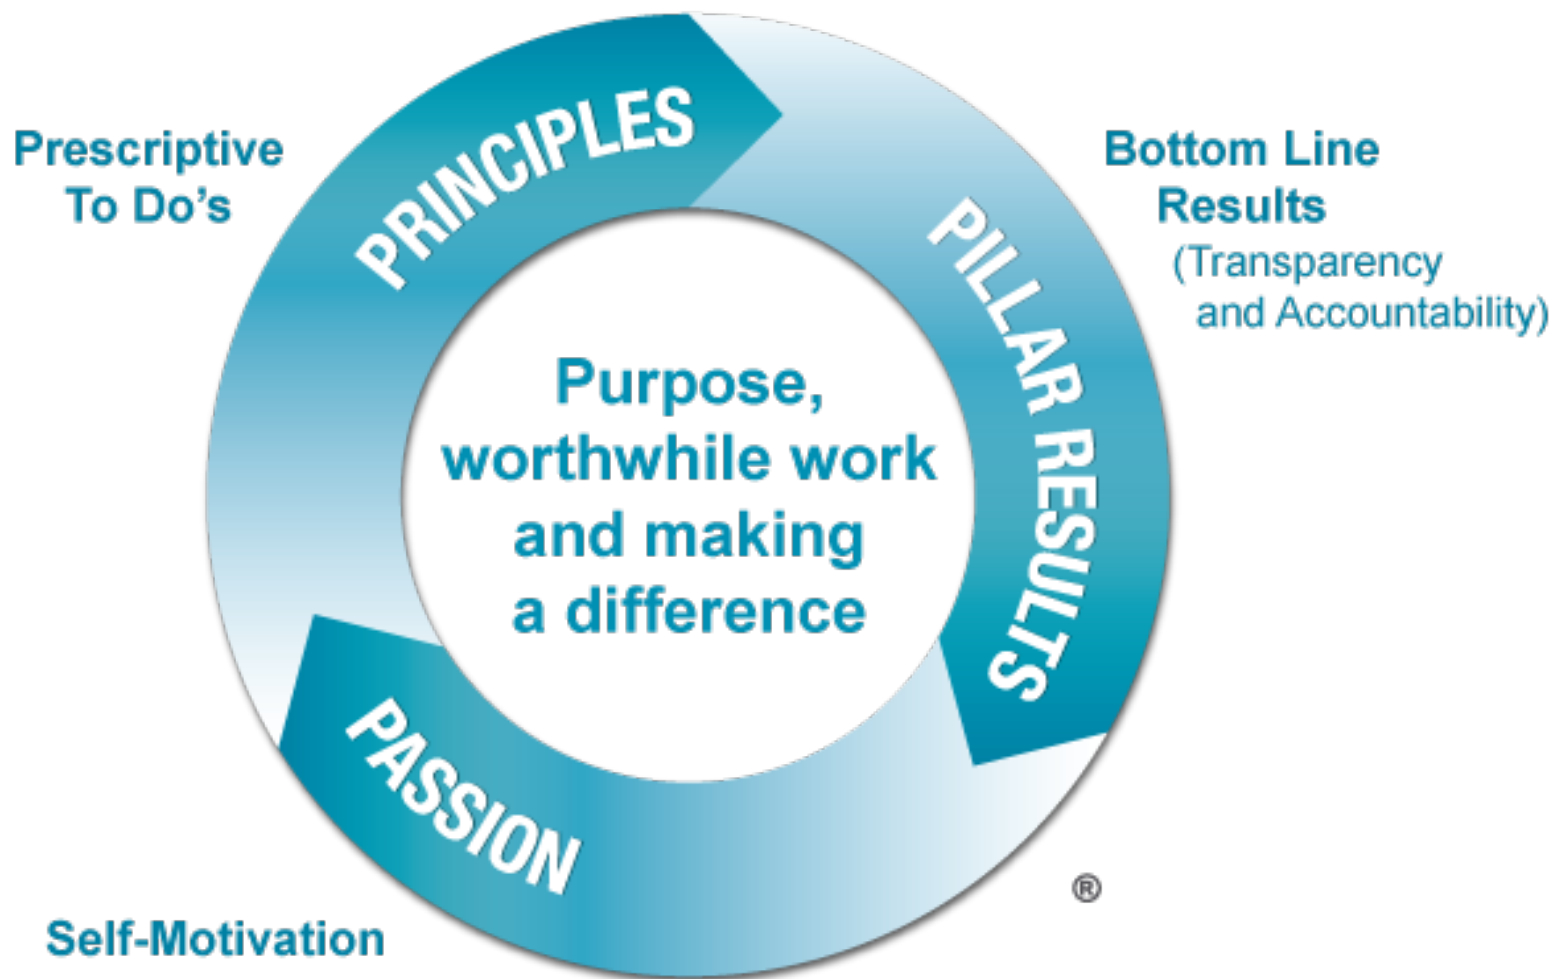 PRINCIPLES
Prescriptive
To Do’s
Bottom Line
Results
(Transparency
and Accountability)
PILLAR RESULTS
Purpose,
worthwhile work
and making
a difference
PASSION
®
Self-Motivation